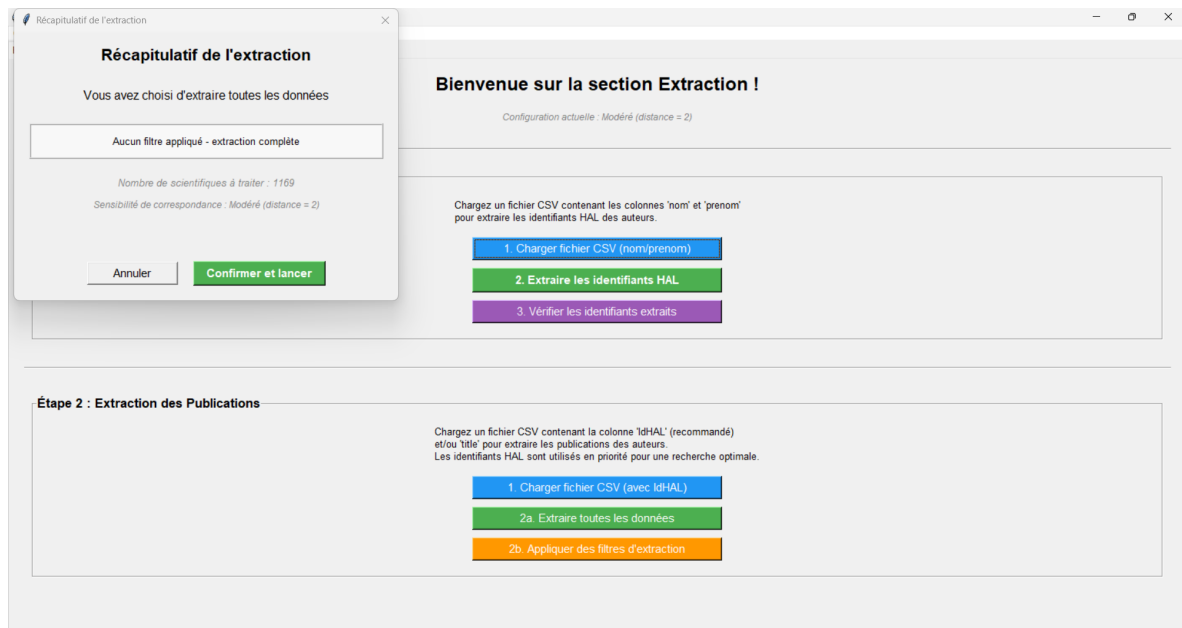 Récapitulatif de l'extraction
Récapitulatif de l'extraction
Vous avez choisi d'extraire toutes les données
Aucun filtre appliqué - extraction complète
Nombre de scientifiques à traiter : 1169
Sensibilité de correspondance : Modéré (distance = 2)
Annuler
Confirmer et lancer
Bienvenue sur la section Extraction !
Configuration actuelle : Modéré (distance = 2)
Chargez un fichier CSV contenant les colonnes 'nom' et 'prenom'
pour extraire les identifiants HAL des auteurs.
1. Charger fichier CSV (nom/prenom)
2. Extraire les identifiants HAL
3. Vérifier les identifiants extraits
Étape 2 : Extraction des Publications
Chargez un fichier CSV contenant la colonne 'IdHAL' (recommandé)
et/ou 'title' pour extraire les publications des auteurs.
Les identifiants HAL sont utilisés en priorité pour une recherche optimale.
1. Charger fichier CSV (avec IdHAL)
2a. Extraire toutes les données
2b. Appliquer des filtres d'extraction